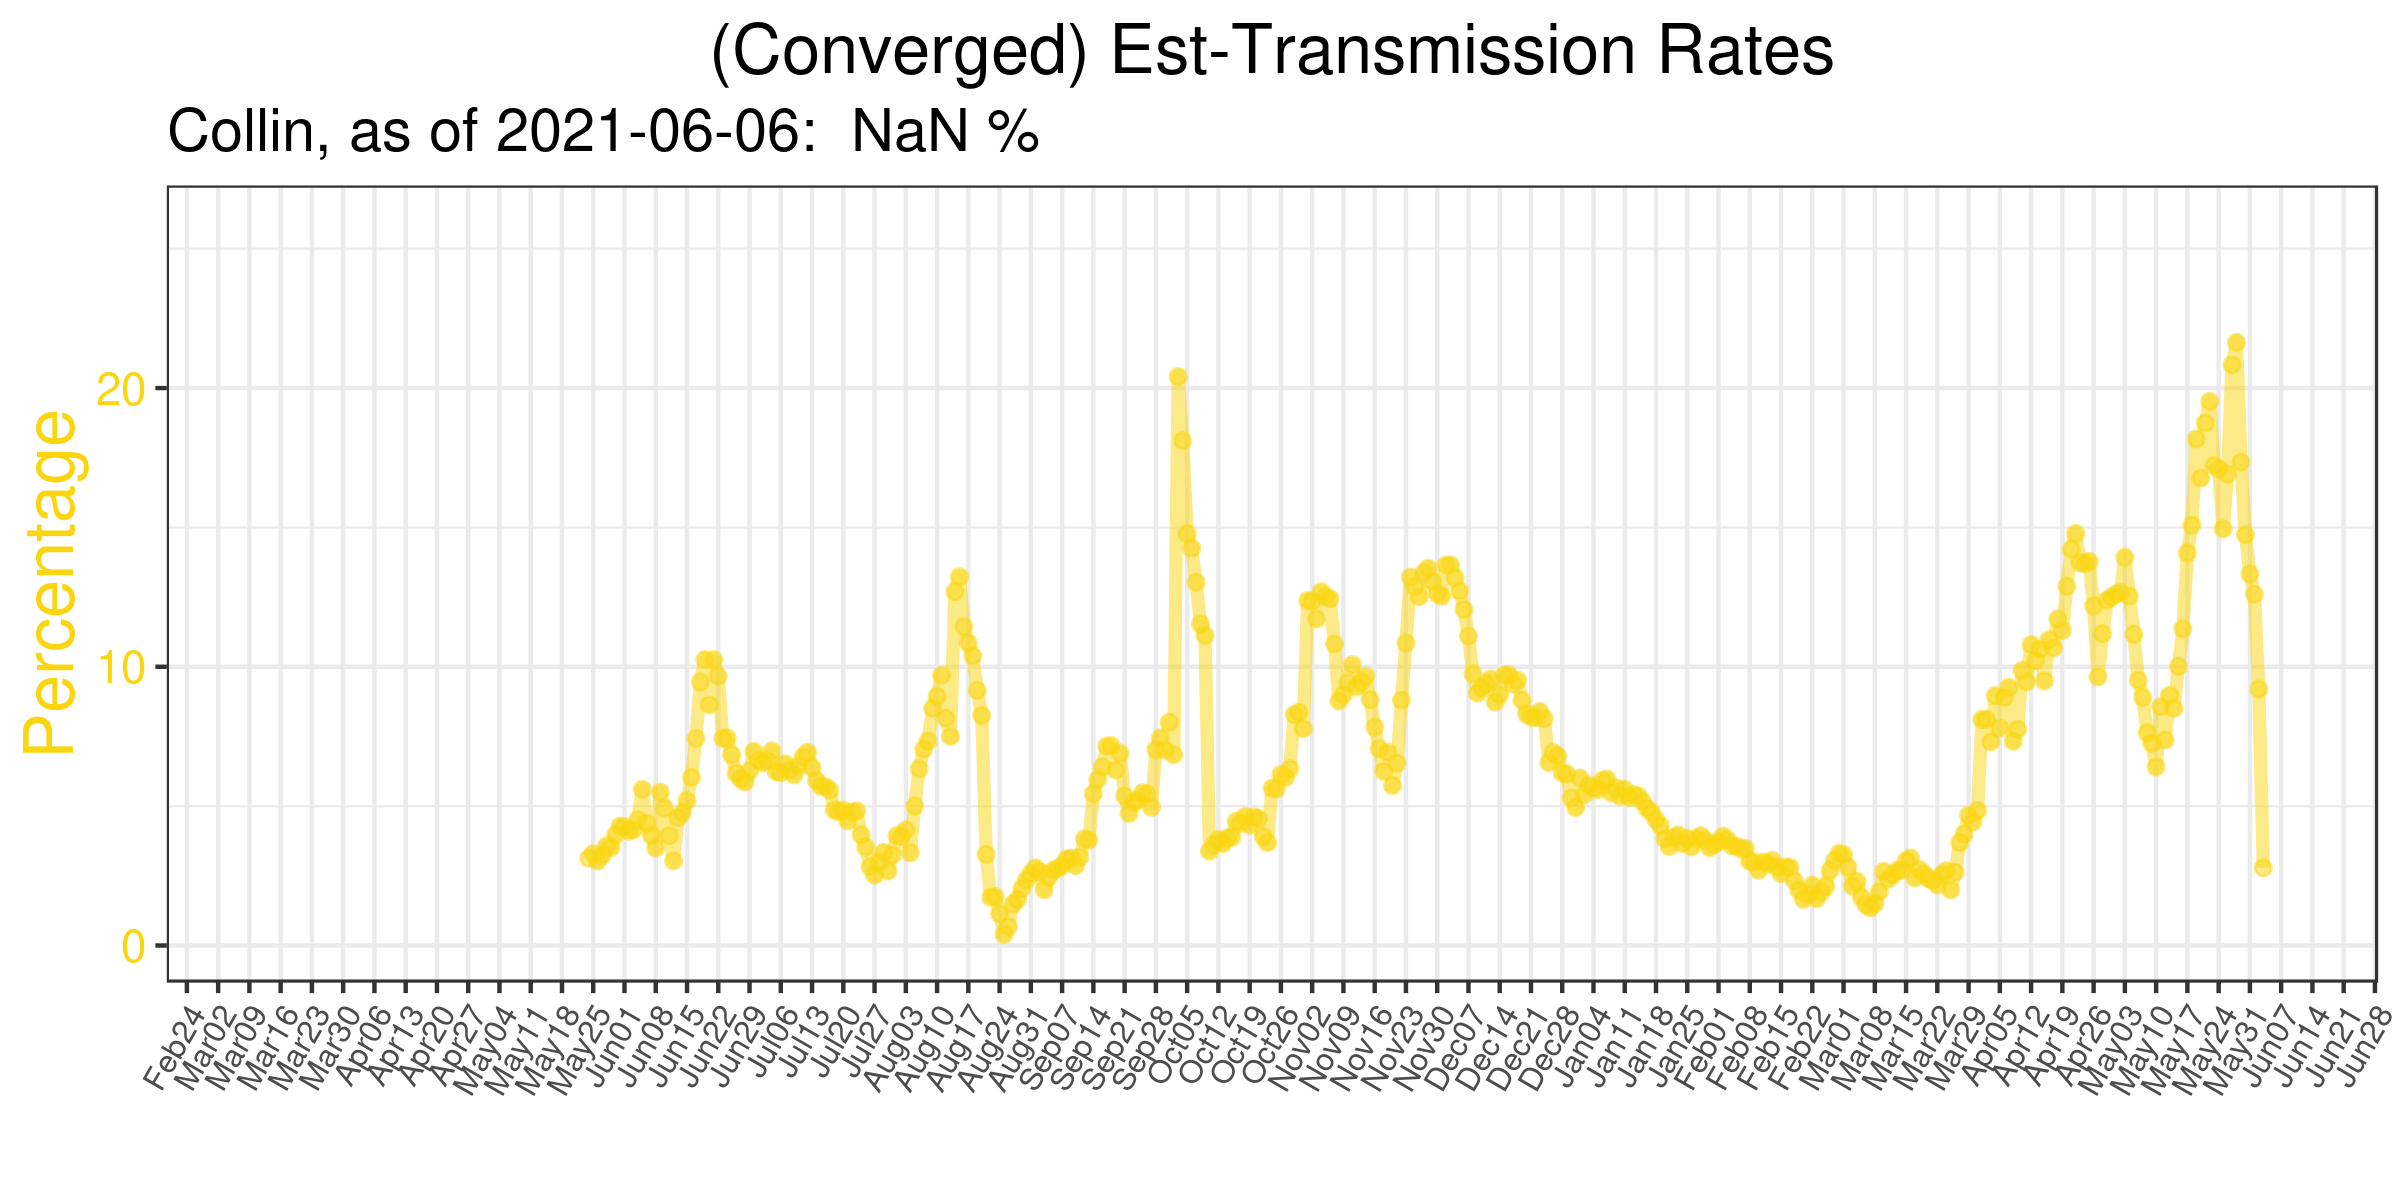 (Converged) Est-Transmission Rates
Collin, as of 2021-06-06:  NaN %
Percentage
20
10
0
Feb24
Mar02
Mar09
Mar16
Mar23
Mar30
Apr06
Apr13
Apr20
Apr27
May04
May11
May18
May25
Jun01
Jun08
Jun15
Jun22
Jun29
Jul06
Jul13
Jul20
Jul27
Aug03
Aug10
Aug17
Aug24
Aug31
Sep07
Sep14
Sep21
Sep28
Oct05
Oct12
Oct19
Oct26
Nov02
Nov09
Nov16
Nov23
Nov30
Dec07
Dec14
Dec21
Dec28
Jan04
Jan11
Jan18
Jan25
Feb01
Feb08
Feb15
Feb22
Mar01
Mar08
Mar15
Mar22
Mar29
Apr05
Apr12
Apr19
Apr26
May03
May10
May17
May24
May31
Jun07
Jun14
Jun21
Jun28